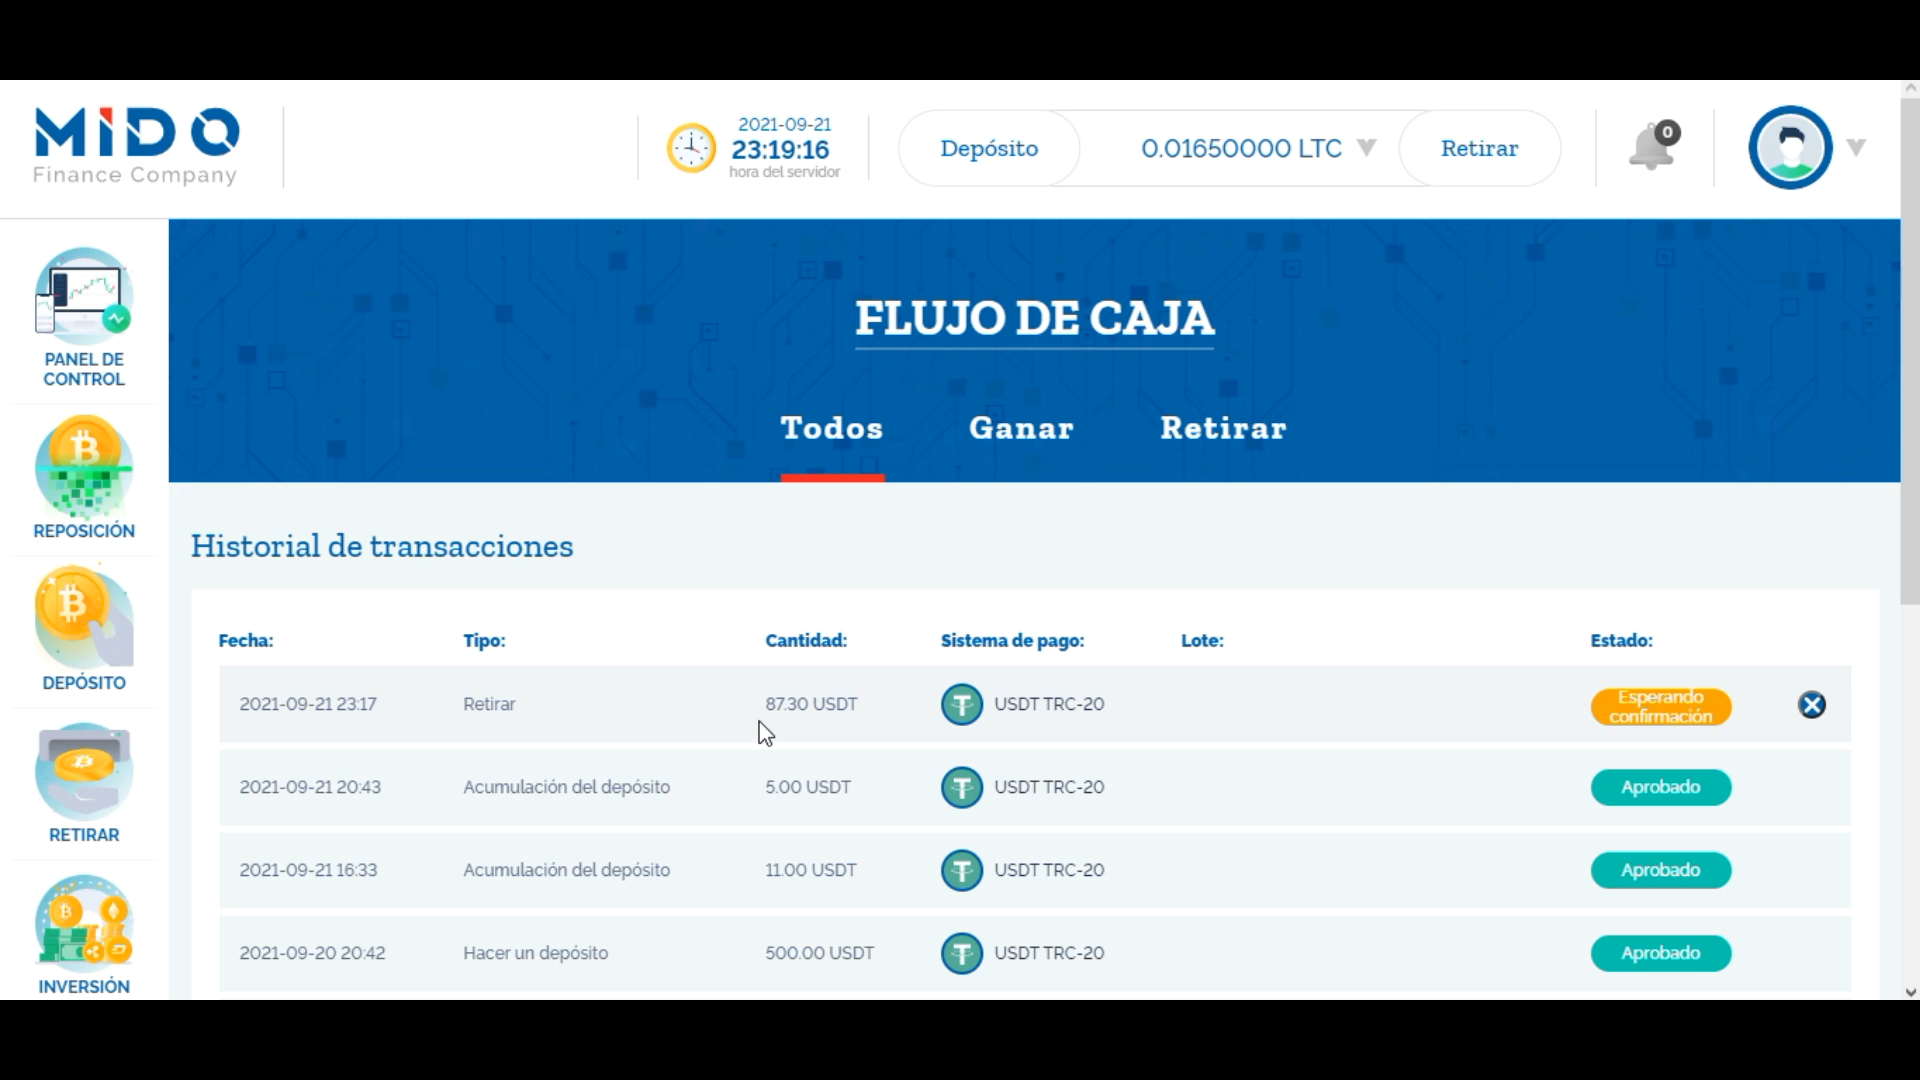 MIDO
Finance Company
2021-09-21
23:19:16
hora del servidor
Depósito
0.01650000 LTC
Retirar
0
PANEL DE
CONTROL
REPOSICIÓN
DEPÓSITO
RETIRAR
INVERSIÓN
FLUJO DE CAJA
Todos Ganar Retirar
Historial de transacciones
Fecha: Tipo: Cantidad: Sistema de pago: Lote: Estado:
2021-09-21 23:17 Retirar 87.30 USDT USDT TRC-20 Esperando
confirmación
2021-09-21 20:43 Acumulación del depósito 5.00 USDT USDT TRC-20 Aprobado
2021-09-21 16:33 Acumulación del depósito 11.00 USDT USDT TRC-20 Aprobado
2021-09-20 20:42 Hacer un depósito 500.00 USDT USDT TRC-20 Aprobado